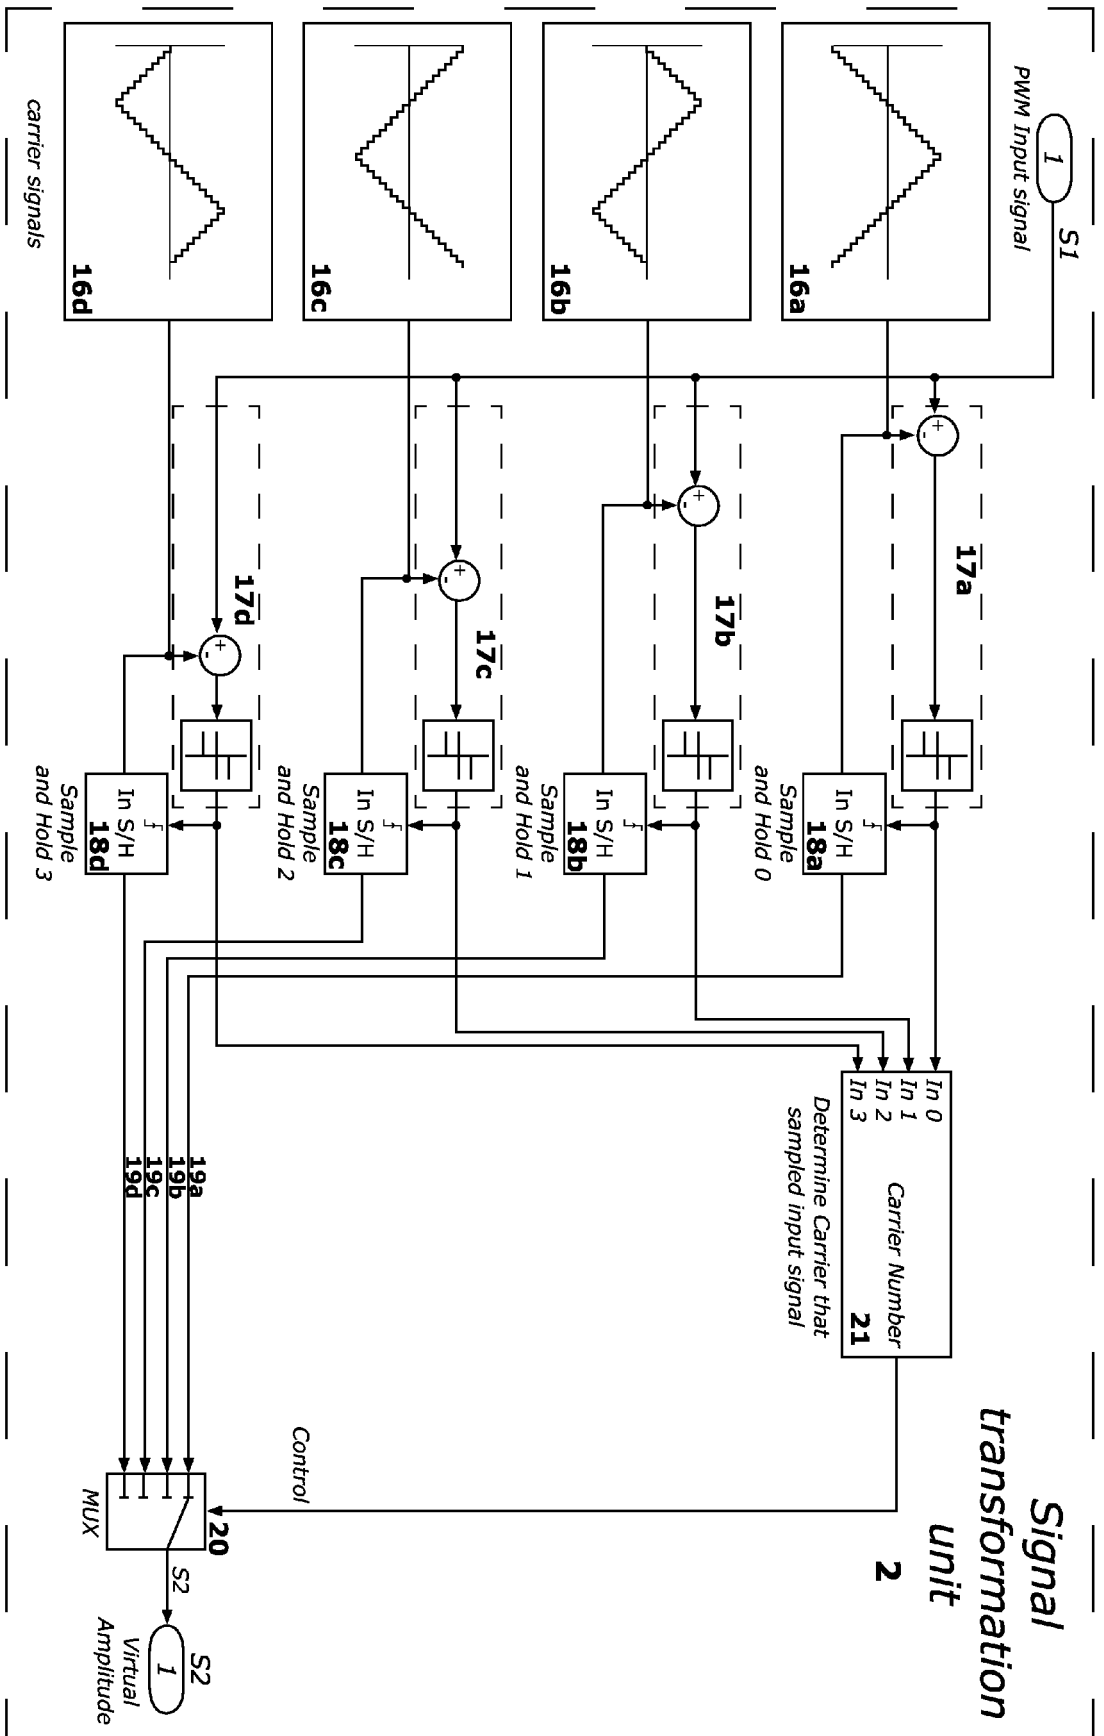 Signal
transformation
unit
2
1
S1
PWM Input signal
16a
16b
16c
16d
carrier signals
+
-
17a
+
-
17b
+
-
17c
+
-
17d
In S/H
18a
Sample
and Hold 0
In S/H
18b
Sample
and Hold 1
In S/H
18c
Sample
and Hold 2
In S/H
18d
Sample
and Hold 3
In 0
In 1
In 2
In 3
Carrier Number
21
Determine Carrier that
sampled input signal
19a
19b
19c
19d
Control
20
MUX
S2
S2
1
Virtual
Amplitude